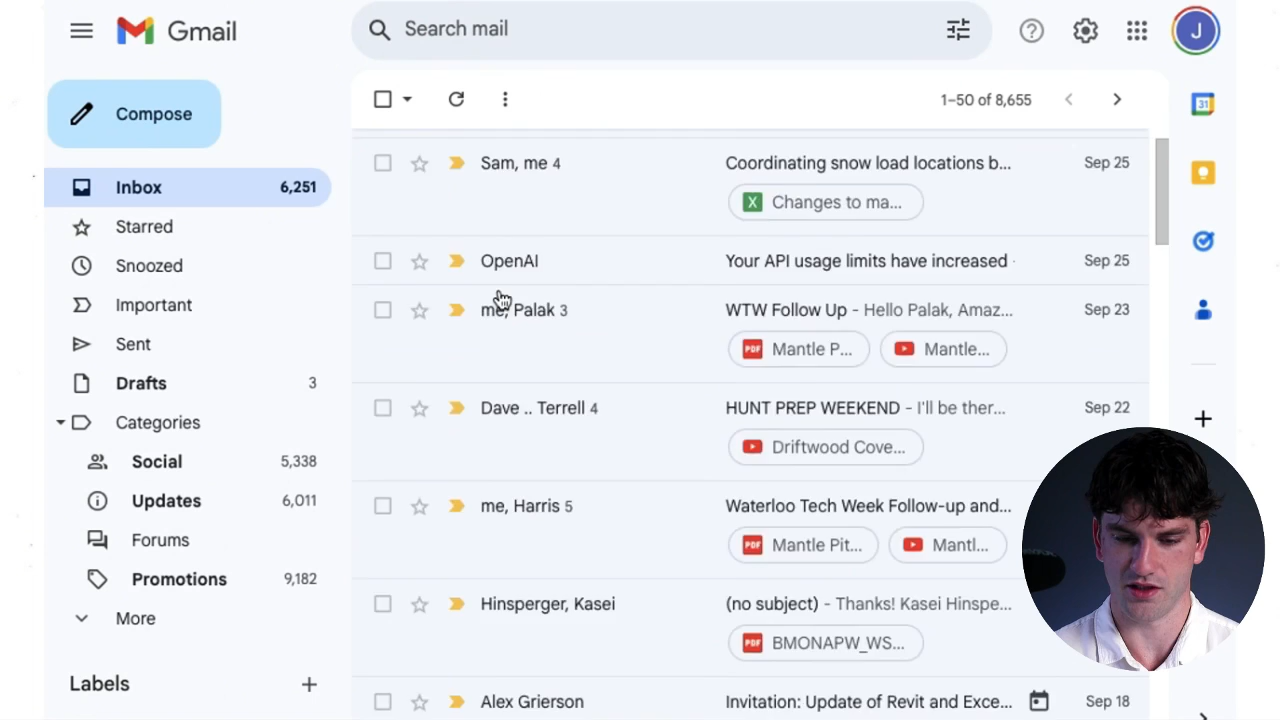 Gmail
Search mail
J
Compose
1–50 of 8,655
31
Inbox 6,251
Starred
Snoozed
Important
Sent
Drafts 3
Categories
Social 5,338
Updates 6,011
Forums
Promotions 9,182
More
Labels
Sam, me 4 Coordinating snow load locations b... Sep 25
X Changes to ma...
OpenAI Your API usage limits have increased Sep 25
me, Palak 3 WTW Follow Up - Hello Palak, Amaz... Sep 23
PDF Mantle P... Mantle...
Dave .. Terrell 4 HUNT PREP WEEKEND - I'll be ther... Sep 22
Driftwood Cove...
me, Harris 5 Waterloo Tech Week Follow-up and...
PDF Mantle Pit... Mantl...
Hinsperger, Kasei (no subject) - Thanks! Kasei Hinspe...
PDF BMONAPW_WS...
Alex Grierson Invitation: Update of Revit and Exce... Sep 18